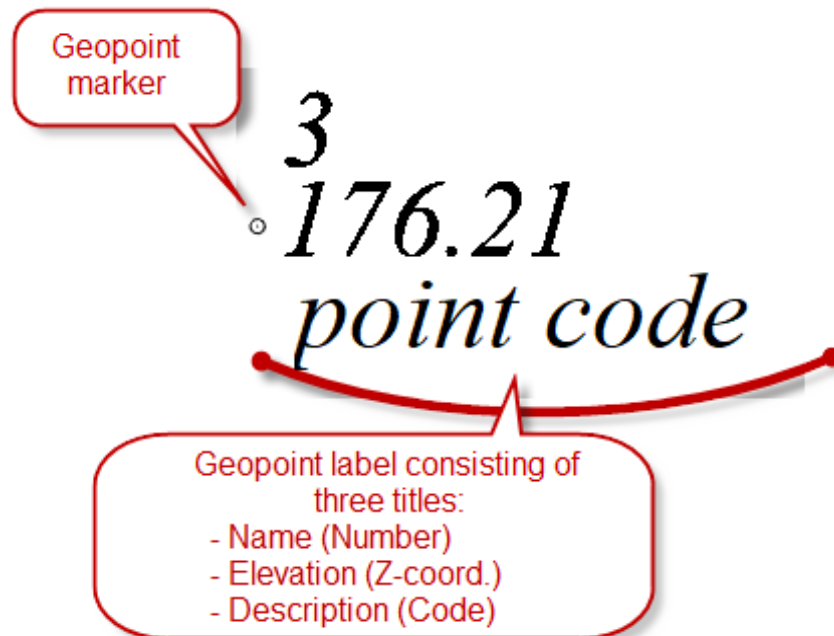 Geopoint
marker
3
176.21
point code
Geopoint label consisting of
three titles:
- Name (Number)
- Elevation (Z-coord.)
- Description (Code)